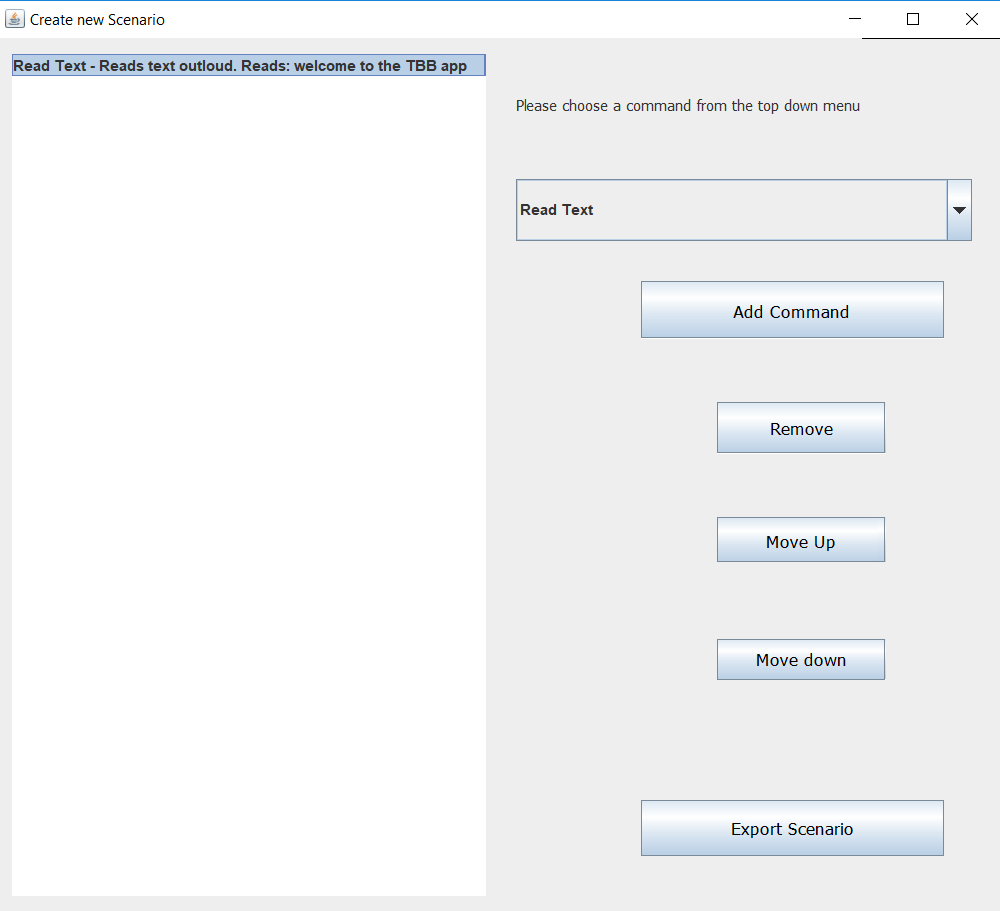 Create new Scenario
Read Text - Reads text outloud. Reads: welcome to the TBB app
Please choose a command from the top down menu
Read Text
Add Command
Remove
Move Up
Move down
Export Scenario